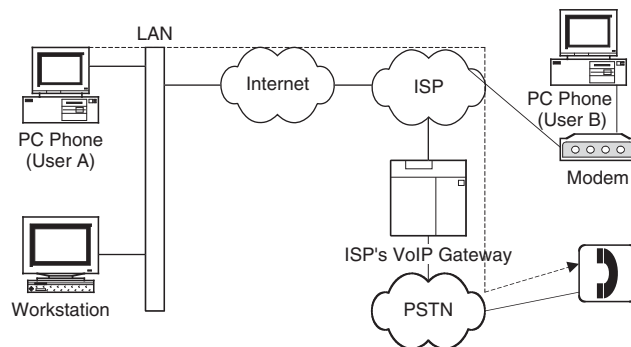 LAN
Internet
ISP
PC Phone
(User A)
PC Phone
(User B)
Modem
ISP's VoIP Gateway
Workstation
PSTN